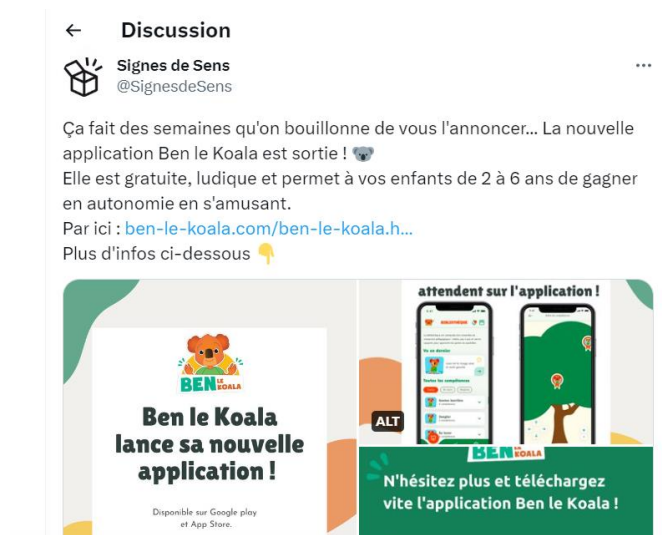 Discussion
Signes de Sens
@SignesdeSens
Ça fait des semaines qu'on bouillonne de vous l'annoncer... La nouvelle
application Ben le Koala est sortie !
Elle est gratuite, ludique et permet à vos enfants de 2 à 6 ans de gagner
en autonomie en s'amusant.
Par ici : ben-le-koala.com/ben-le-koala.h...
Plus d'infos ci-dessous
BEN LE KOALA
Ben le Koala
lance sa nouvelle
application !
Disponible sur Google play
et App Store.
attendent sur l'application !
ALT
BEN LE KOALA
N'hésitez plus et téléchargez
vite l'application Ben le Koala !